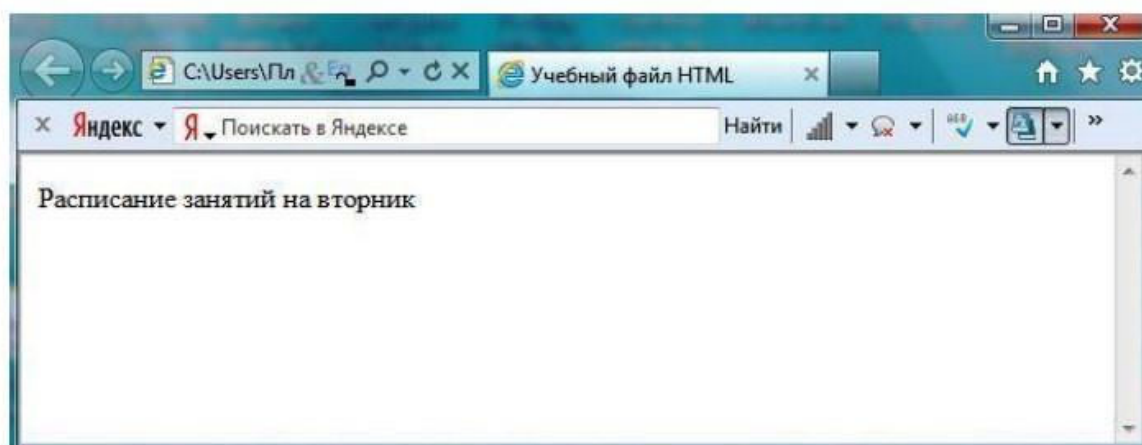 C:\Users\Пл
Учебный файл HTML
Яндекс Я Поискать в Яндексе Найти
Расписание занятий на вторник